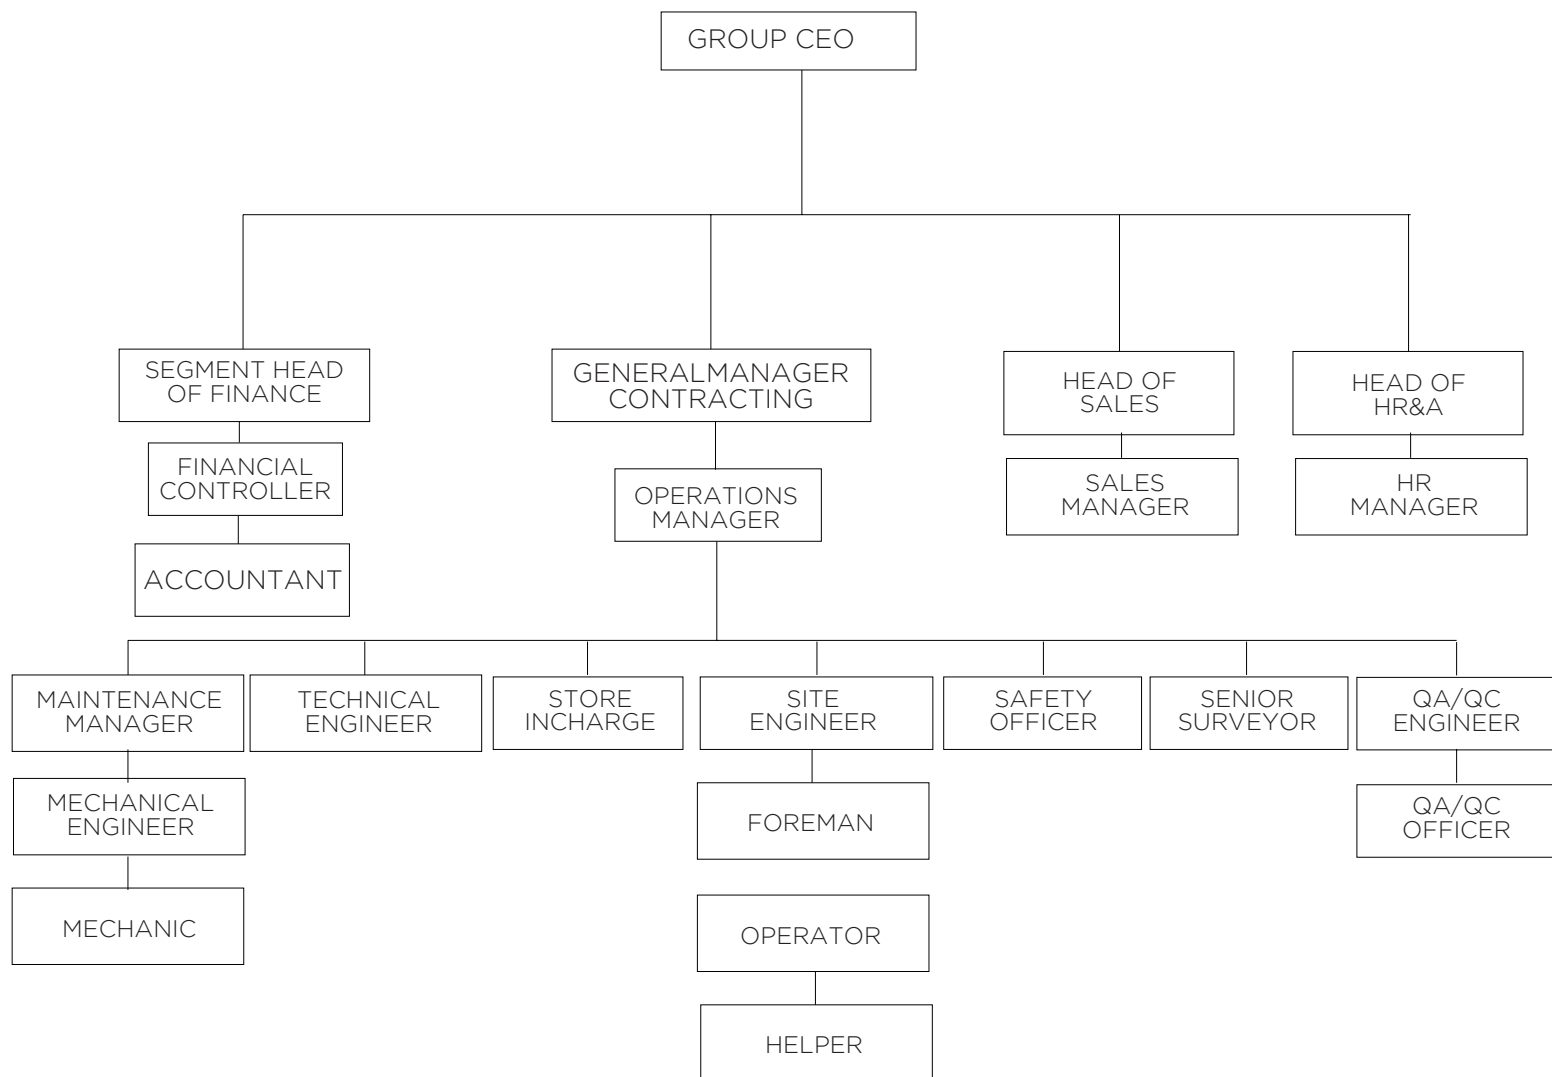 GROUP CEO
SEGMENT HEAD
OF FINANCE
GENERALMANAGER
CONTRACTING
HEAD OF
SALES
HEAD OF
HR&A
FINANCIAL
CONTROLLER
OPERATIONS
MANAGER
SALES
MANAGER
HR
MANAGER
ACCOUNTANT
MAINTENANCE
MANAGER
TECHNICAL
ENGINEER
STORE
INCHARGE
SITE
ENGINEER
SAFETY
OFFICER
SENIOR
SURVEYOR
QA/QC
ENGINEER
MECHANICAL
ENGINEER
FOREMAN
QA/QC
OFFICER
MECHANIC
OPERATOR
HELPER